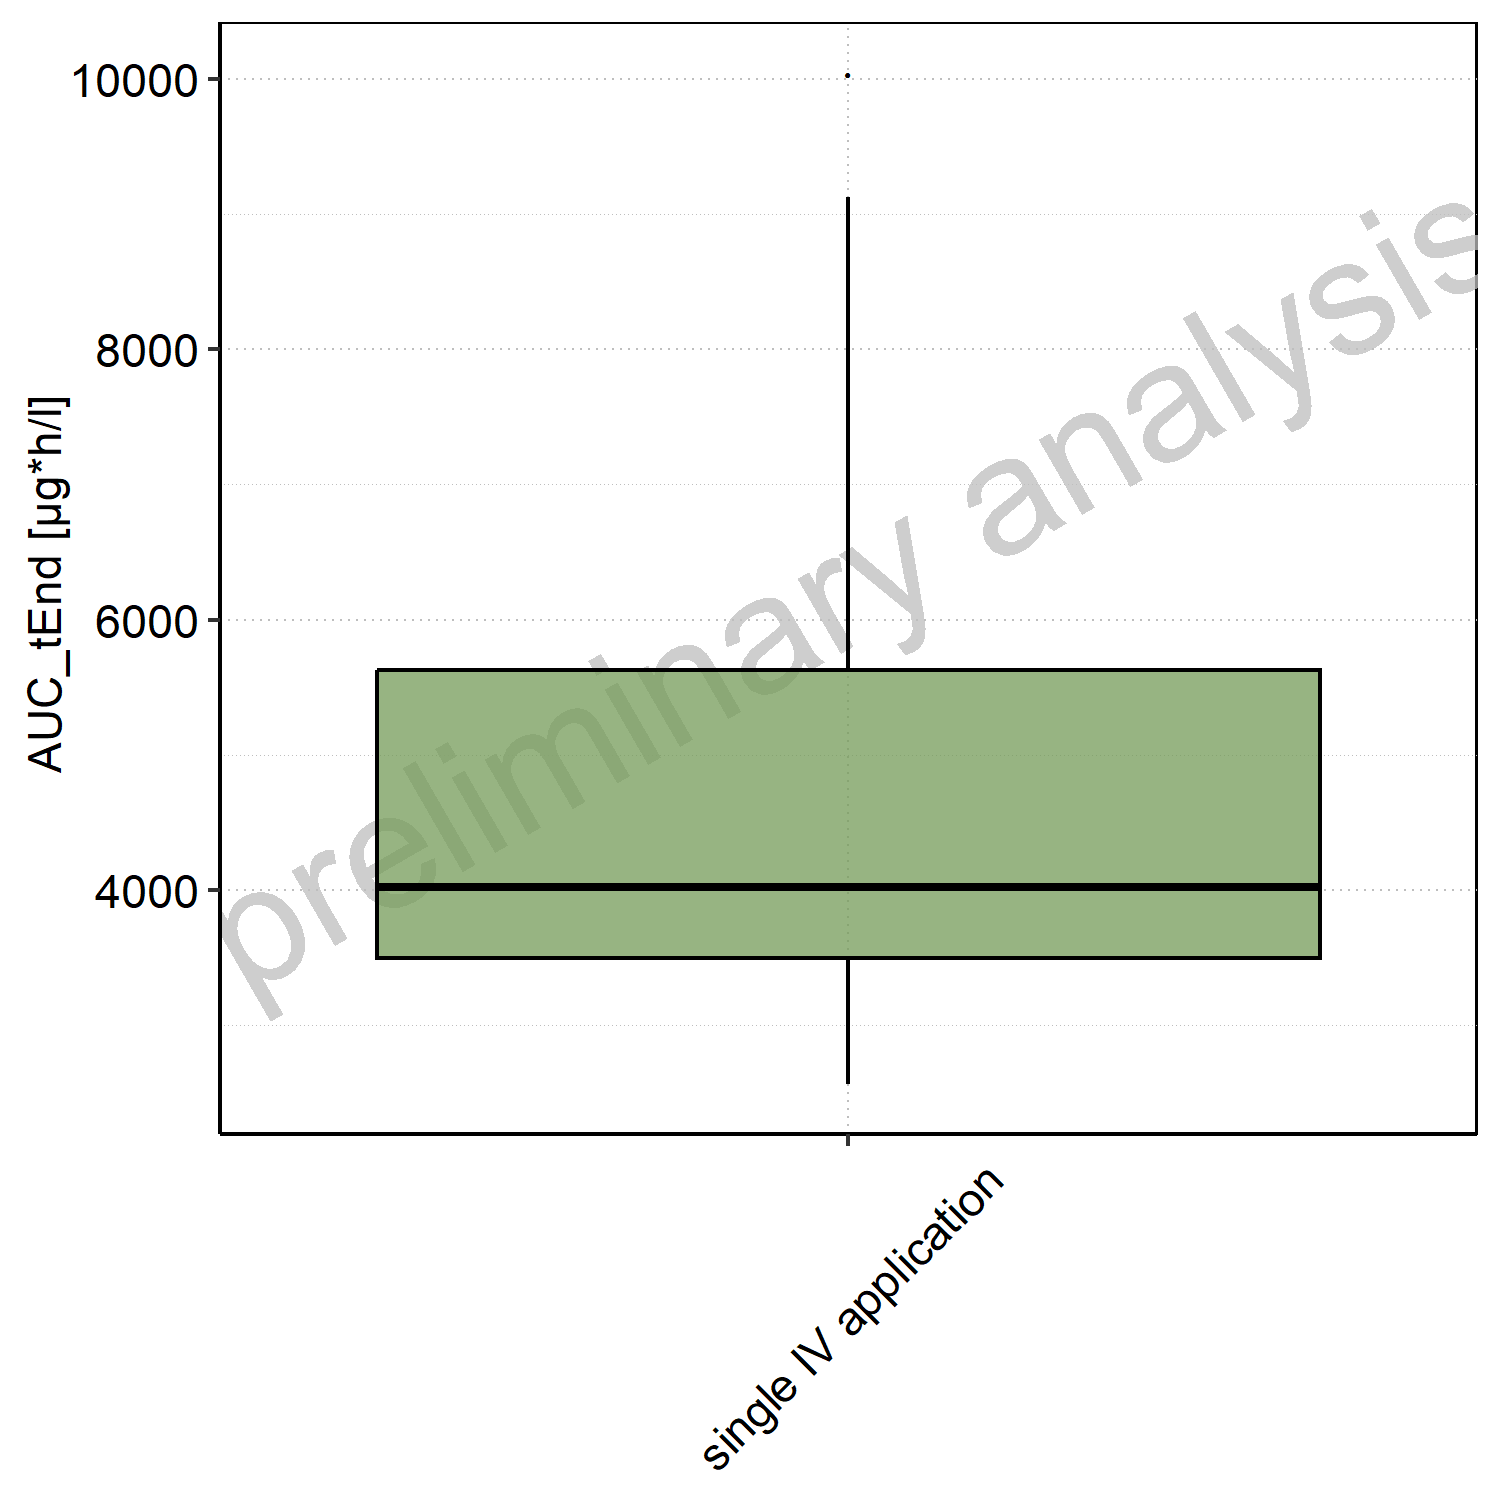 10000
8000
6000
4000
AUC_tEnd [µg*h/l]
preliminary analysis
single IV application